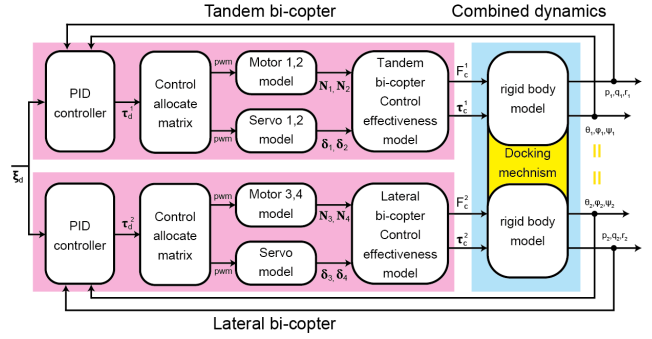 Tandem bi-copter
Combined dynamics
PID
controller
τd1
Control
allocate
matrix
pwm
pwm
Motor 1,2
model
N1, N2
Servo 1,2
model
δ1, δ2
Tandem
bi-copter
Control
effectiveness
model
Fc1
τc1
rigid body
model
p1,q1,r1
θ1,φ1,ψ1
=
ξd
Docking
mechnism
=
PID
controller
τd2
Control
allocate
matrix
pwm
pwm
Motor 3,4
model
N3, N4
Servo
model
δ3, δ4
Lateral
bi-copter
Control
effectiveness
model
Fc2
τc2
rigid body
model
θ2,φ2,ψ2
p2,q2,r2
Lateral bi-copter